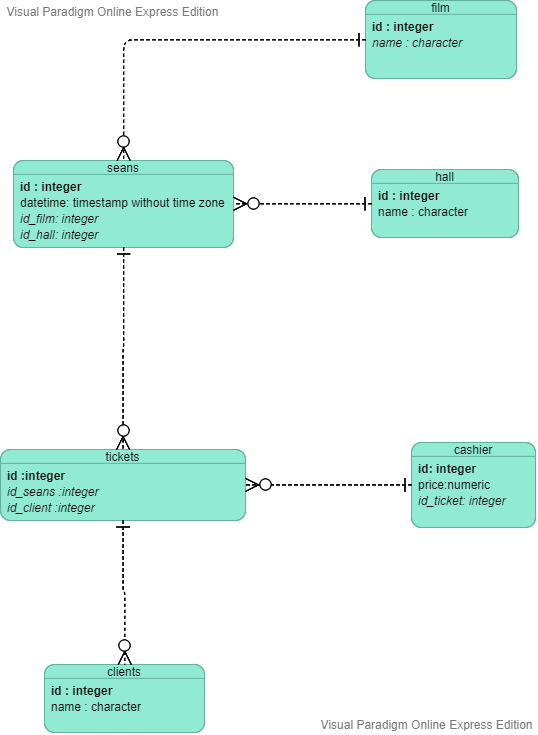 Visual Paradigm Online Express Edition
film
id : integer
name : character
seans
id : integer
datetime: timestamp without time zone
id_film: integer
id_hall: integer
hall
id : integer
name : character
tickets
id :integer
id_seans :integer
id_client :integer
cashier
id: integer
price:numeric
id_ticket: integer
clients
id : integer
name : character
Visual Paradigm Online Express Edition